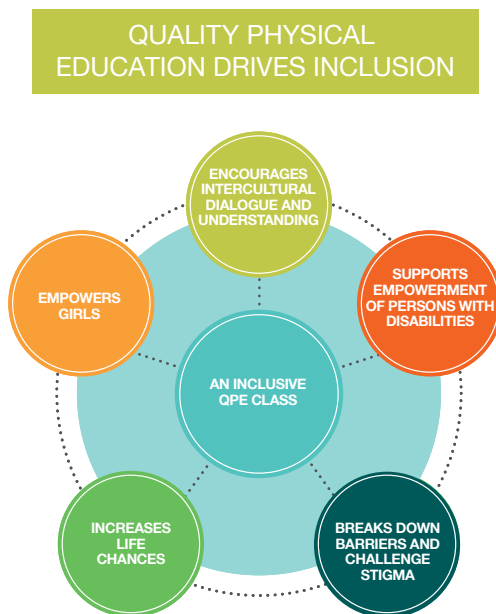 QUALITY PHYSICAL
EDUCATION DRIVES INCLUSION
ENCOURAGES
INTERCULTURAL
DIALOGUE AND
UNDERSTANDING
EMPOWERS
GIRLS
SUPPORTS
EMPOWERMENT
OF PERSONS WITH
DISABILITIES
AN INCLUSIVE
QPE CLASS
INCREASES
LIFE
CHANCES
BREAKS DOWN
BARRIERS AND
CHALLENGE
STIGMA